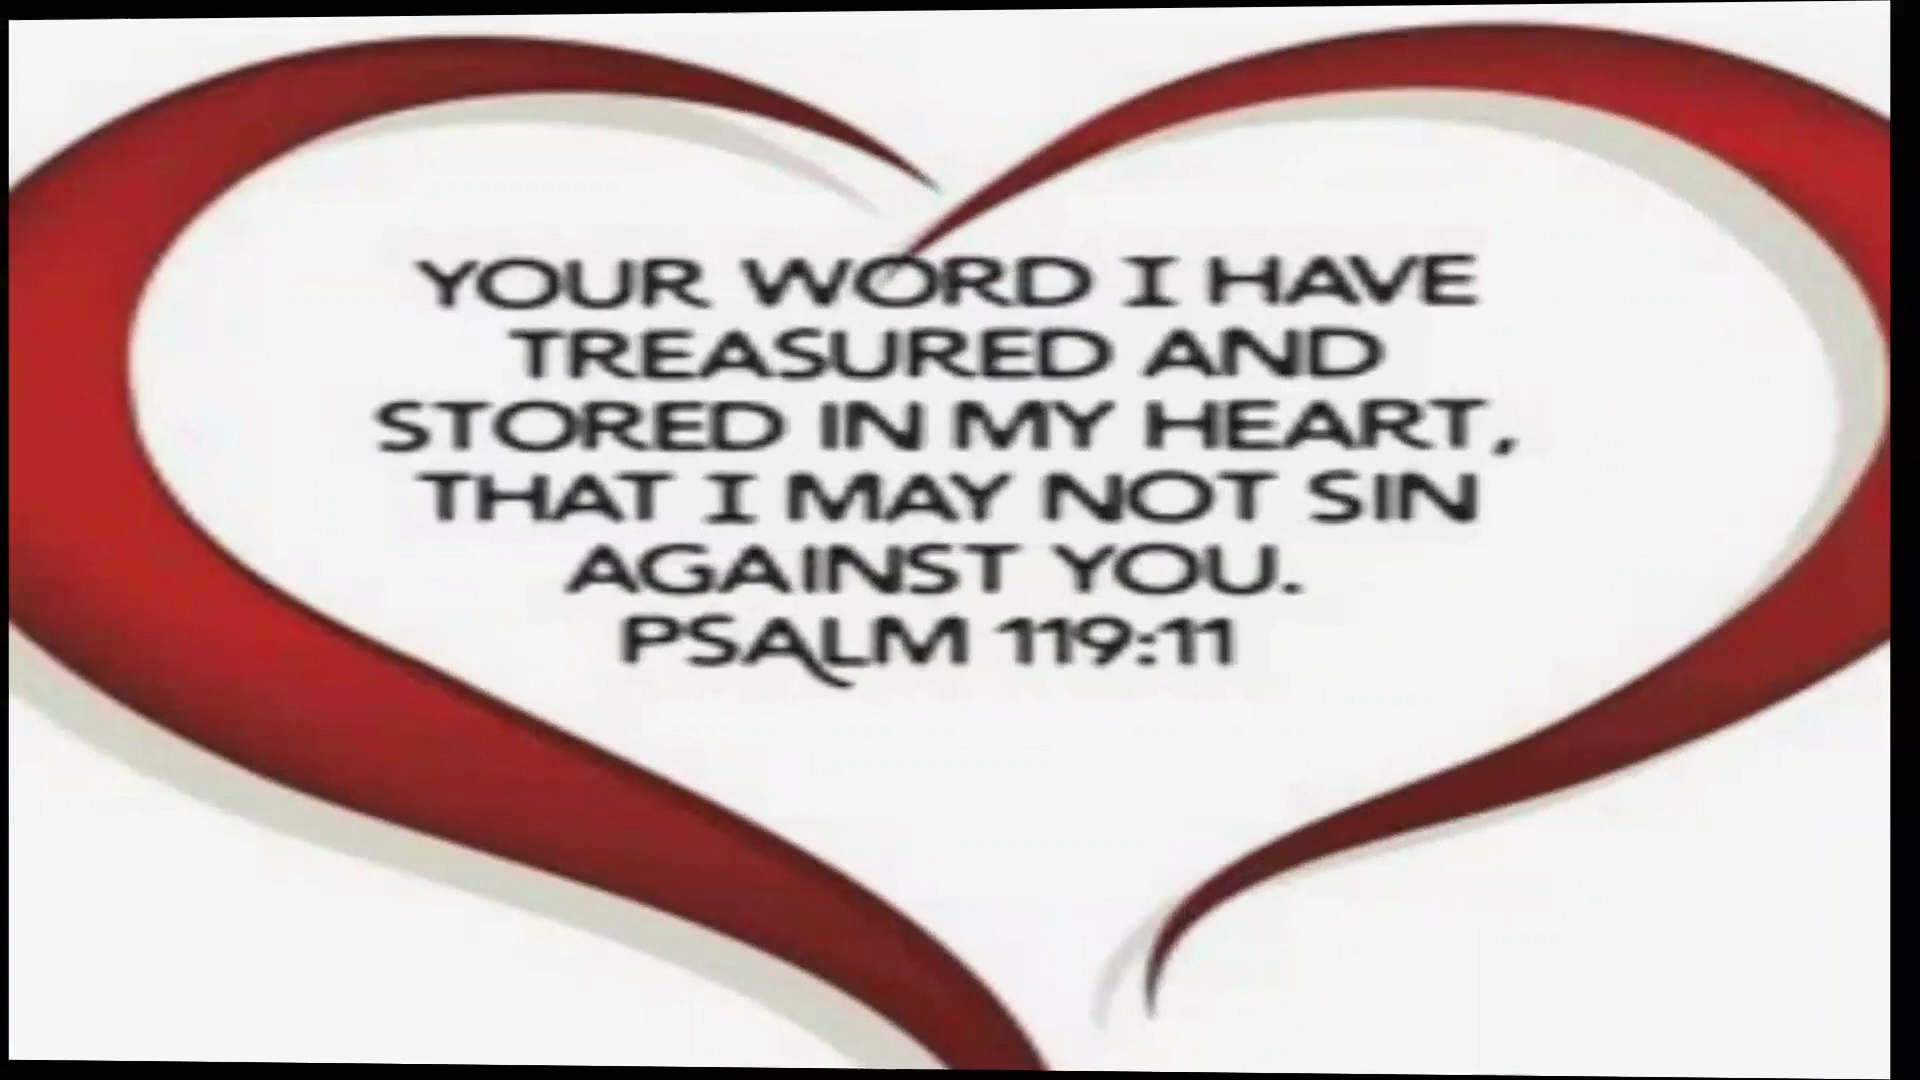 YOUR WORD I HAVE
TREASURED AND
STORED IN MY HEART,
THAT I MAY NOT SIN
AGAINST YOU.
PSALM 119:11